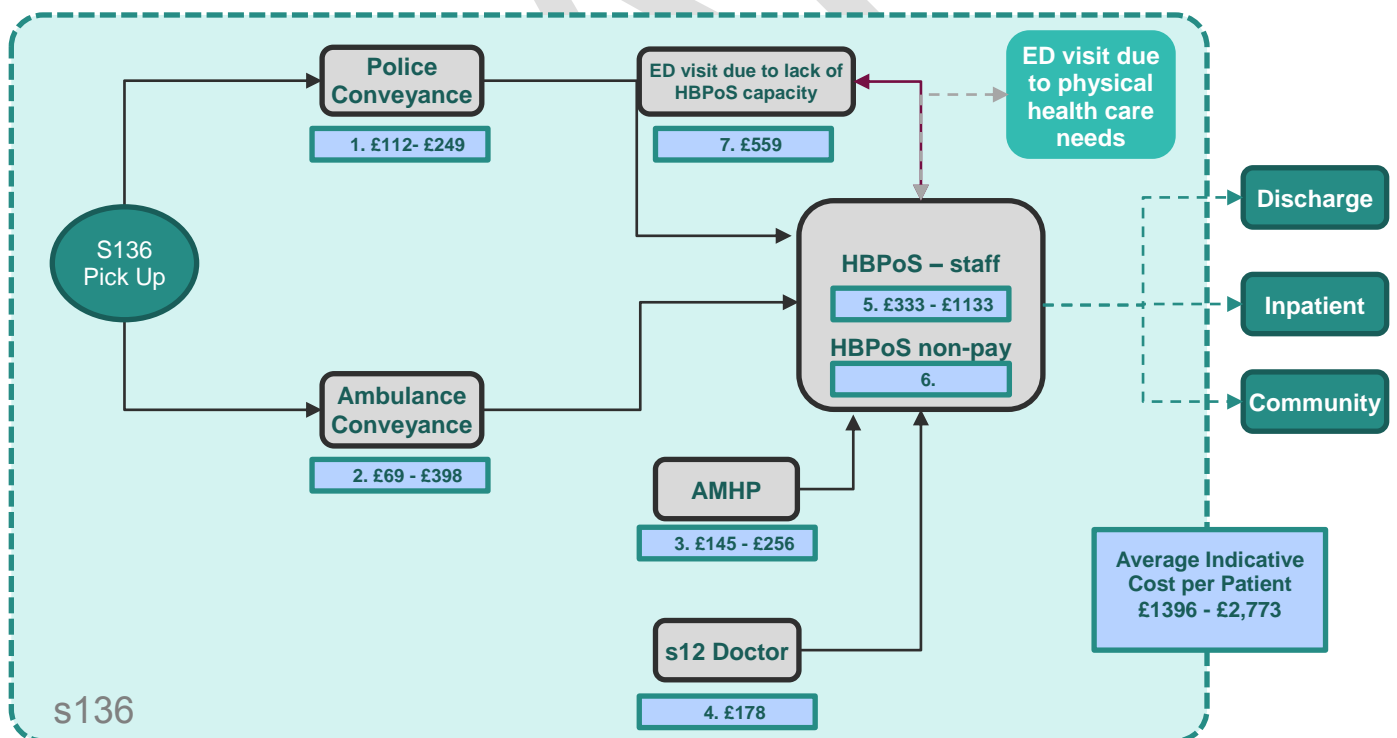 Police
Conveyance
1. £112- £249
ED visit due to lack of
HBPoS capacity
7. £559
ED visit due
to physical
health care
needs
S136
Pick Up
HBPoS – staff
5. £333 - £1133
HBPoS non-pay
6.
Discharge
Inpatient
Community
Ambulance
Conveyance
2. £69 - £398
AMHP
3. £145 - £256
s12 Doctor
4. £178
Average Indicative
Cost per Patient
£1396 - £2,773
s136